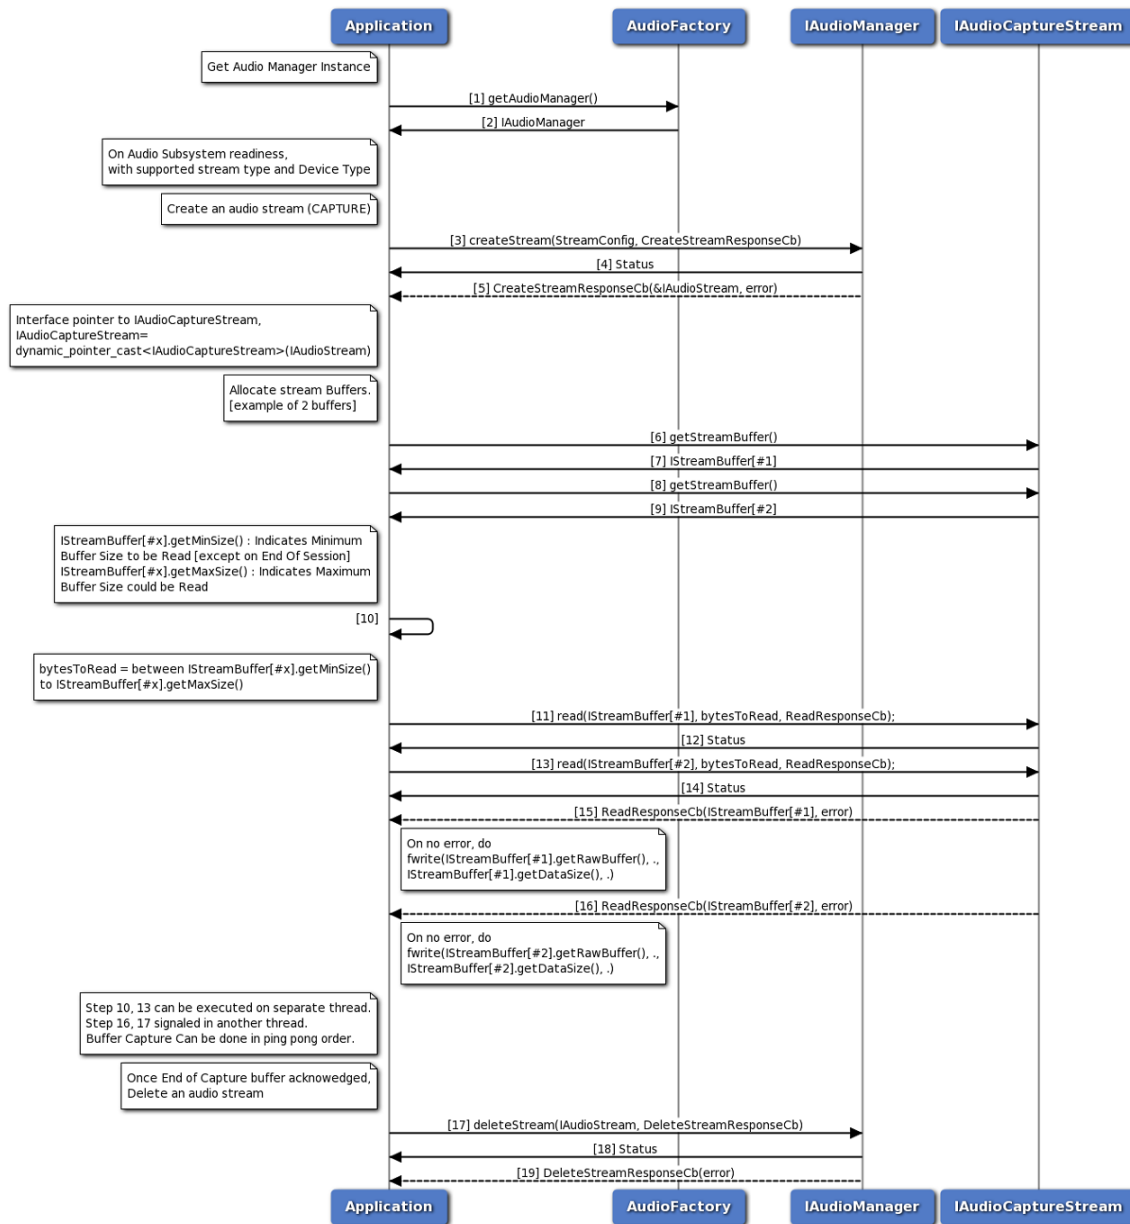 Application
AudioFactory
IAudioManager
IAudioCaptureStream
Get Audio Manager Instance
[1] getAudioManager()
[2] IAudioManager
On Audio Subsystem readiness,
with supported stream type and Device Type
Create an audio stream (CAPTURE)
[3] createStream(StreamConfig, CreateStreamResponseCb)
[4] Status
[5] CreateStreamResponseCb(&IAudioStream, error)
Interface pointer to IAudioCaptureStream,
IAudioCaptureStream=
dynamic_pointer_cast<IAudioCaptureStream>(IAudioStream)
Allocate stream Buffers.
[example of 2 buffers]
[6] getStreamBuffer()
[7] IStreamBuffer[#1]
[8] getStreamBuffer()
[9] IStreamBuffer[#2]
IStreamBuffer[#x].getMinSize() : Indicates Minimum
Buffer Size to be Read [except on End Of Session]
IStreamBuffer[#x].getMaxSize() : Indicates Maximum
Buffer Size could be Read
[10]
bytesToRead = between IStreamBuffer[#x].getMinSize()
to IStreamBuffer[#x].getMaxSize()
[11] read(IStreamBuffer[#1], bytesToRead, ReadResponseCb);
[12] Status
[13] read(IStreamBuffer[#2], bytesToRead, ReadResponseCb);
[14] Status
[15] ReadResponseCb(IStreamBuffer[#1], error)
On no error, do
fwrite(IStreamBuffer[#1].getRawBuffer(), .,
IStreamBuffer[#1].getDataSize(), .)
[16] ReadResponseCb(IStreamBuffer[#2], error)
On no error, do
fwrite(IStreamBuffer[#2].getRawBuffer(), .,
IStreamBuffer[#2].getDataSize(), .)
Step 10, 13 can be executed on separate thread.
Step 16, 17 signaled in another thread.
Buffer Capture Can be done in ping pong order.
Once End of Capture buffer acknowedged,
Delete an audio stream
[17] deleteStream(IAudioStream, DeleteStreamResponseCb)
[18] Status
[19] DeleteStreamResponseCb(error)
Application
AudioFactory
IAudioManager
IAudioCaptureStream